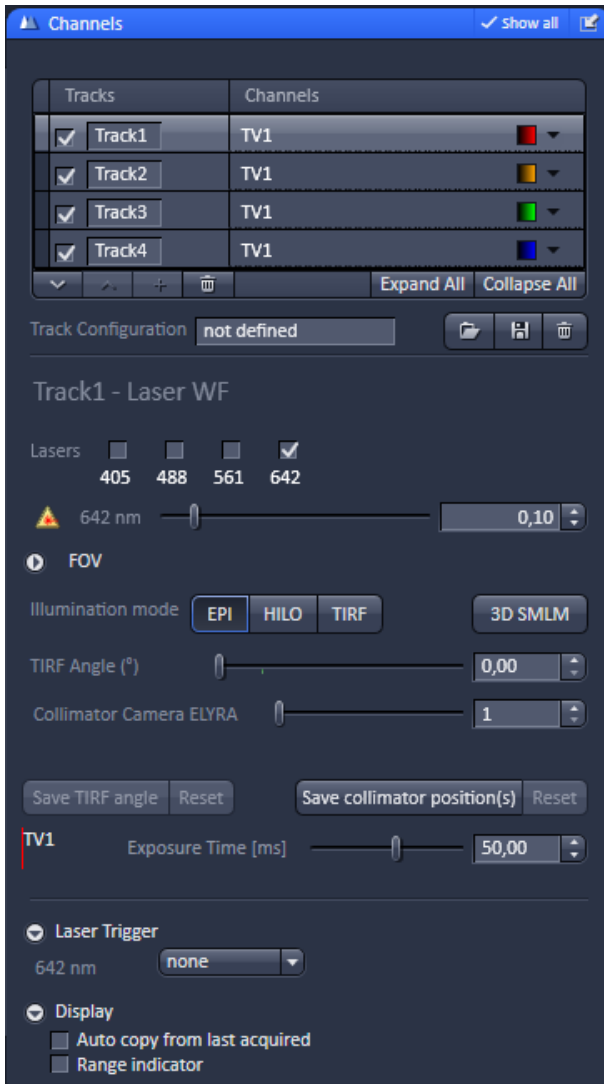 Channels Show all
Tracks Channels
Track1 TV1
Track2 TV1
Track3 TV1
Track4 TV1
Expand All Collapse All
Track Configuration not defined
Track1 - Laser WF
Lasers
405 488 561 642
642 nm 0,10
FOV
Illumination mode EPI HILO TIRF 3D SMLM
TIRF Angle (°) 0,00
Collimator Camera ELYRA 1
Save TIRF angle Reset Save collimator position(s) Reset
TV1 Exposure Time [ms] 50,00
Laser Trigger
642 nm none
Display
Auto copy from last acquired
Range indicator